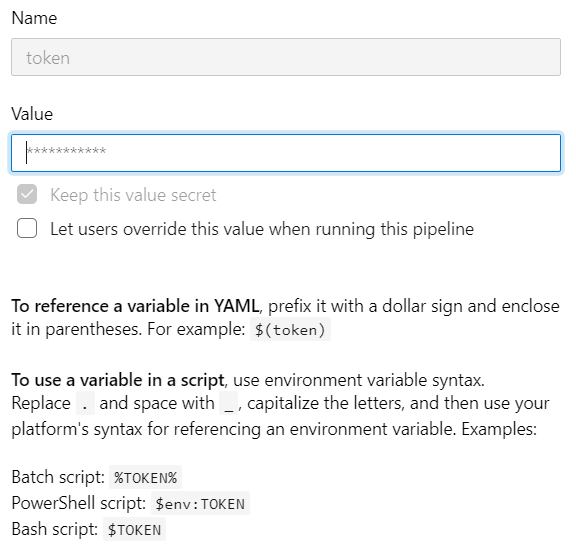 Name
token
Value
***********
Keep this value secret
Let users override this value when running this pipeline
To reference a variable in YAML, prefix it with a dollar sign and enclose
it in parentheses. For example: $(token)
To use a variable in a script, use environment variable syntax.
Replace . and space with _, capitalize the letters, and then use your
platform's syntax for referencing an environment variable. Examples:
Batch script: %TOKEN%
PowerShell script: $env:TOKEN
Bash script: $TOKEN